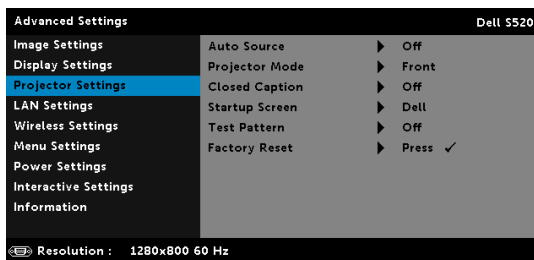 Advanced Settings Dell S520
Image Settings Auto Source Off
Display Settings Projector Mode Front
Projector Settings Closed Caption Off
LAN Settings Startup Screen Dell
Wireless Settings Test Pattern Off
Menu Settings Factory Reset Press ✓
Power Settings
Interactive Settings
Information
Resolution : 1280x800 60 Hz